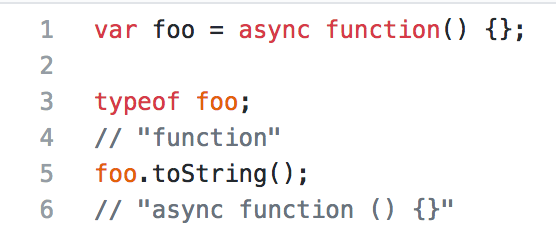 1 var foo = async function() {};
2
3 typeof foo;
4 // "function"
5 foo.toString();
6 // "async function () {}"